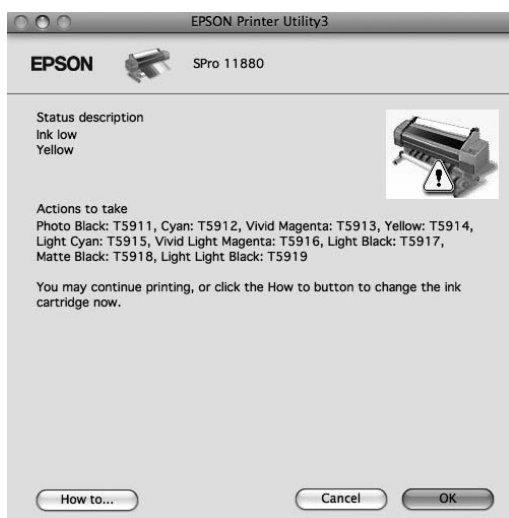 EPSON Printer Utility3
EPSON
SPro 11880
Status description
Ink low
Yellow
Actions to take
Photo Black: T5911, Cyan: T5912, Vivid Magenta: T5913, Yellow: T5914,
Light Cyan: T5915, Vivid Light Magenta: T5916, Light Black: T5917,
Matte Black: T5918, Light Light Black: T5919
You may continue printing, or click the How to button to change the ink
cartridge now.
How to...
Cancel
OK